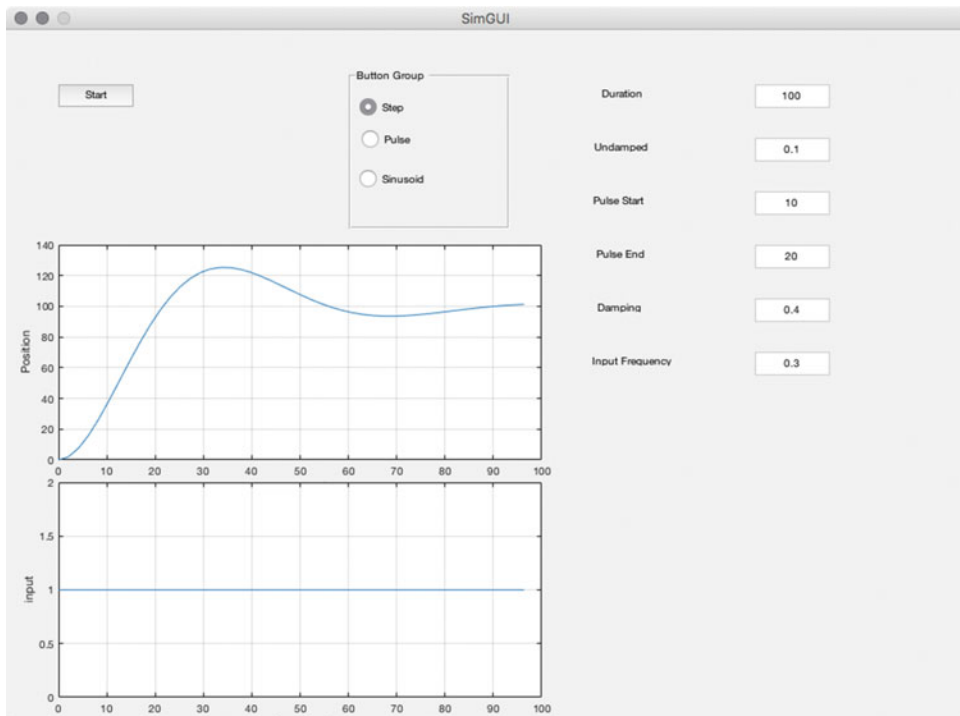 SimGUI
Start
Button Group
Step
Pulse
Sinusoid
Duration
100
Undamped
0.1
Pulse Start
10
Pulse End
20
Damping
0.4
Input Frequency
0.3
140
120
100
80
60
40
20
0
Position
0 10 20 30 40 50 60 70 80 90 100
2
1.5
1
0.5
0
input
0 10 20 30 40 50 60 70 80 90 100